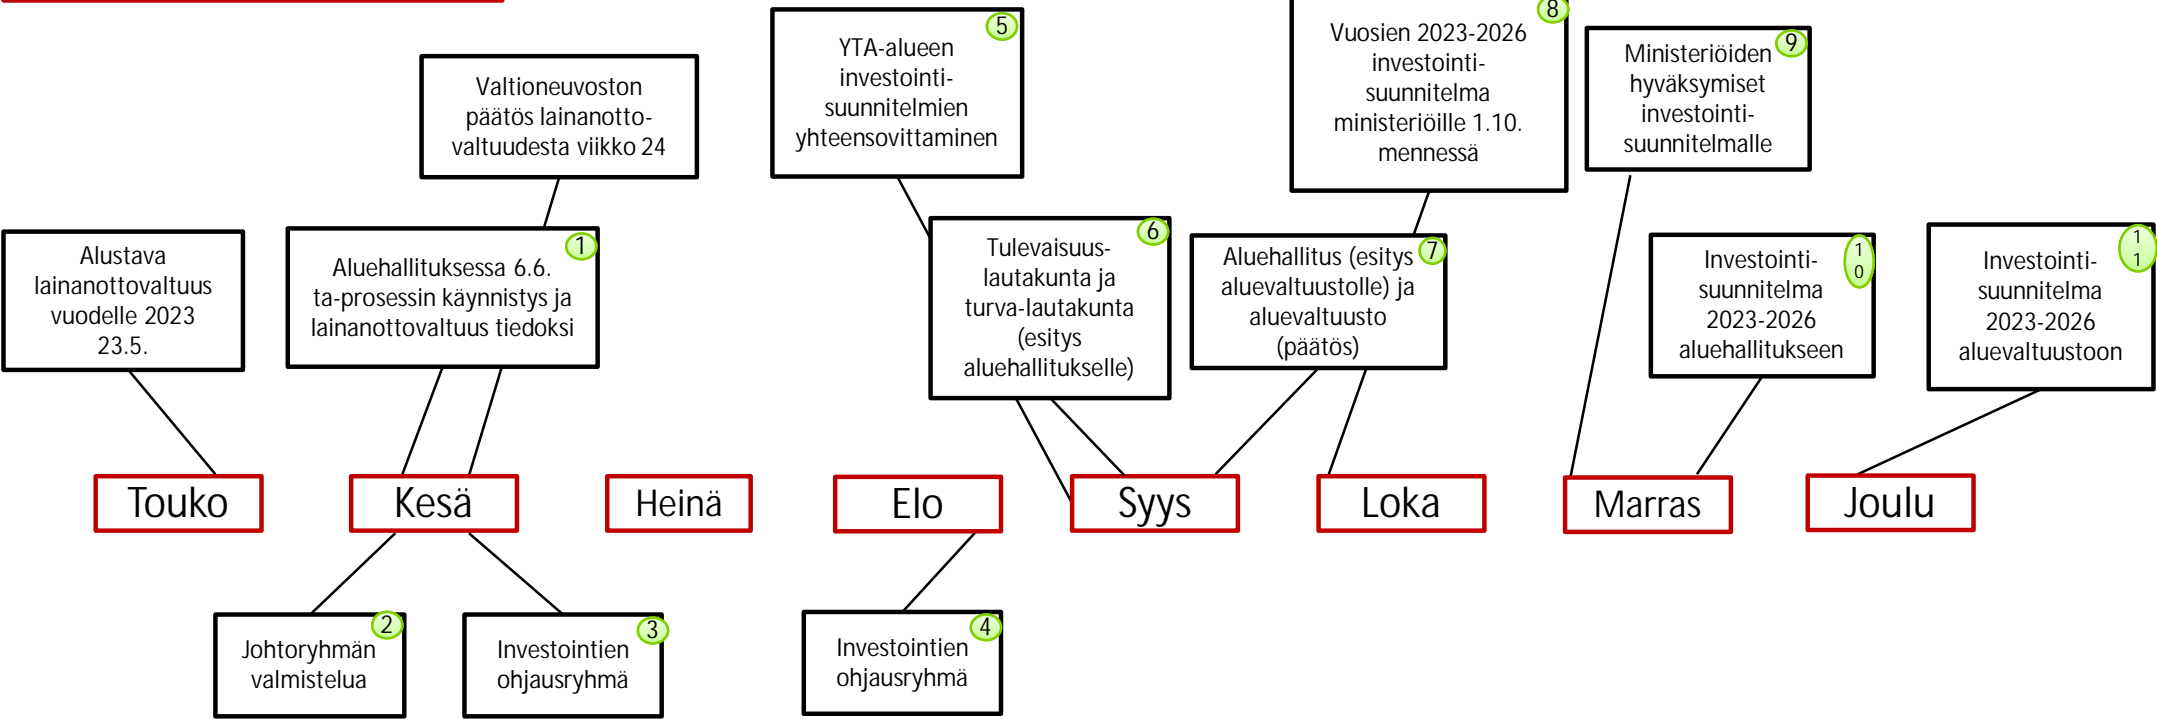 5
YTA-alueen
investointi-
suunnitelmien
yhteensovittaminen
8
Vuosien 2023-2026
investointi-
suunnitelma
ministeriöille 1.10.
mennessä
9
Ministeriöiden
hyväksymiset
investointi-
suunnitelmalle
Valtioneuvoston
päätös lainanotto-
valtuudesta viikko 24
Alustava
lainanottovaltuus
vuodelle 2023
23.5.
1
Aluehallituksessa 6.6.
ta-prosessin käynnistys ja
lainanottovaltuus tiedoksi
6
Tulevaisuus-
lautakunta ja
turva-lautakunta
(esitys
aluehallitukselle)
7
Aluehallitus (esitys
aluevaltuustolle) ja
aluevaltuusto
(päätös)
1
0
Investointi-
suunnitelma
2023-2026
aluehallitukseen
1
1
Investointi-
suunnitelma
2023-2026
aluevaltuustoon
Touko
Kesä
Heinä
Elo
Syys
Loka
Marras
Joulu
2
Johtoryhmän
valmistelua
3
Investointien
ohjausryhmä
4
Investointien
ohjausryhmä